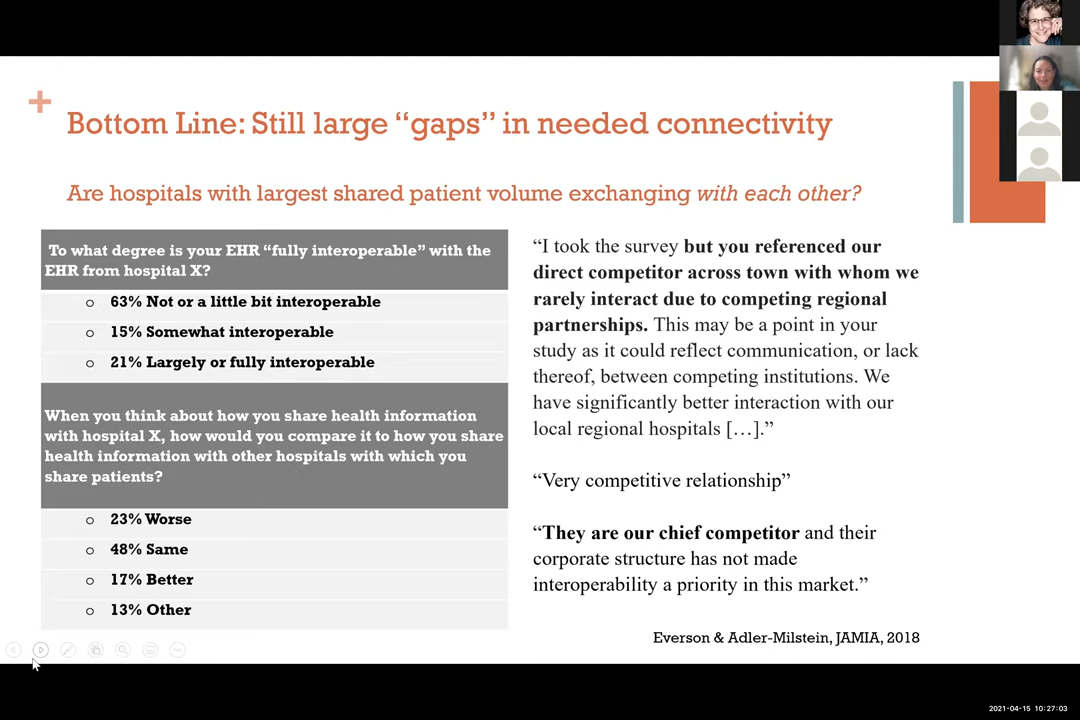 +
Bottom Line: Still large “gaps” in needed connectivity
Are hospitals with largest shared patient volume exchanging with each other?
To what degree is your EHR “fully interoperable” with the
EHR from hospital X?
o 63% Not or a little bit interoperable
o 15% Somewhat interoperable
o 21% Largely or fully interoperable
When you think about how you share health information
with hospital X, how would you compare it to how you share
health information with other hospitals with which you
share patients?
o 23% Worse
o 48% Same
o 17% Better
o 13% Other
“I took the survey but you referenced our
direct competitor across town with whom we
rarely interact due to competing regional
partnerships. This may be a point in your
study as it could reflect communication, or lack
thereof, between competing institutions. We
have significantly better interaction with our
local regional hospitals […].”
“Very competitive relationship”
“They are our chief competitor and their
corporate structure has not made
interoperability a priority in this market.”
Everson & Adler-Milstein, JAMIA, 2018
2021-04-15 10:27:03